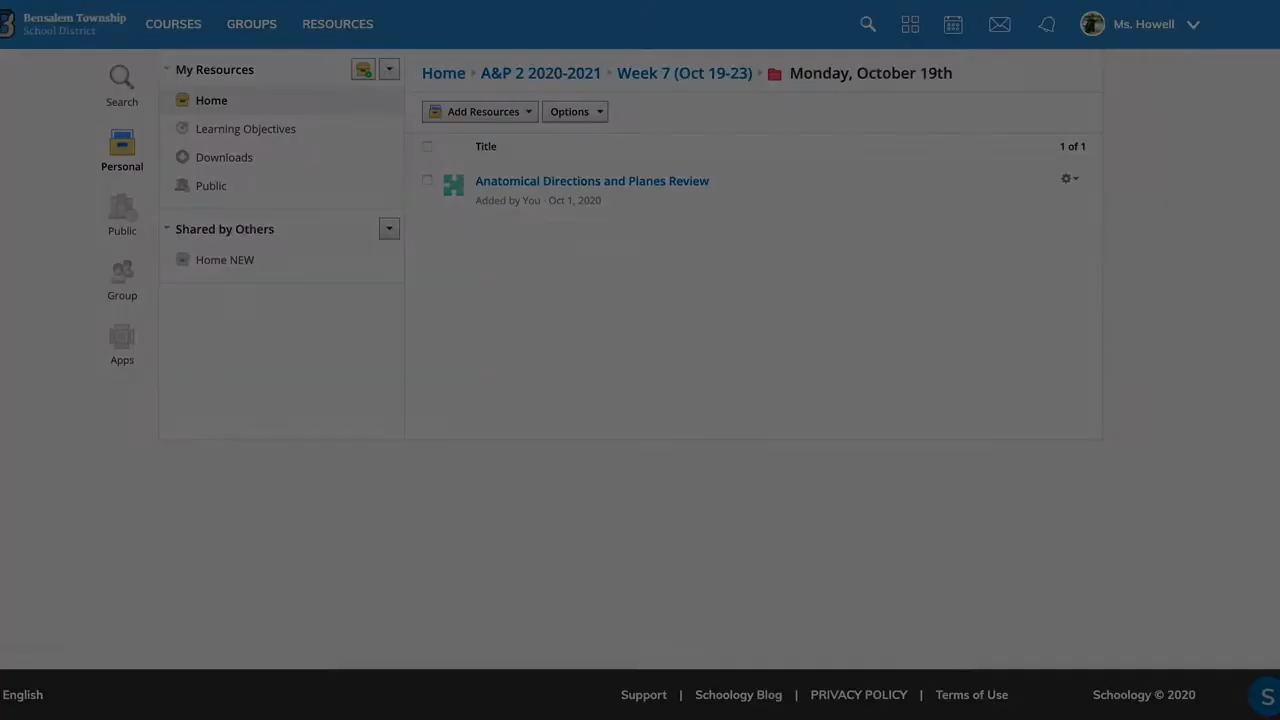 Bensalem Township
School District
COURSES GROUPS RESOURCES
Ms. Howell
Search
Personal
Public
Group
Apps
My Resources
Home
Learning Objectives
Downloads
Public
Shared by Others
Home NEW
Home A&P 2 2020-2021 Week 7 (Oct 19-23) Monday, October 19th
Add Resources Options
Title 1 of 1
Anatomical Directions and Planes Review
Added by You · Oct 1, 2020
English Support | Schoology Blog | PRIVACY POLICY | Terms of Use Schoology © 2020
S